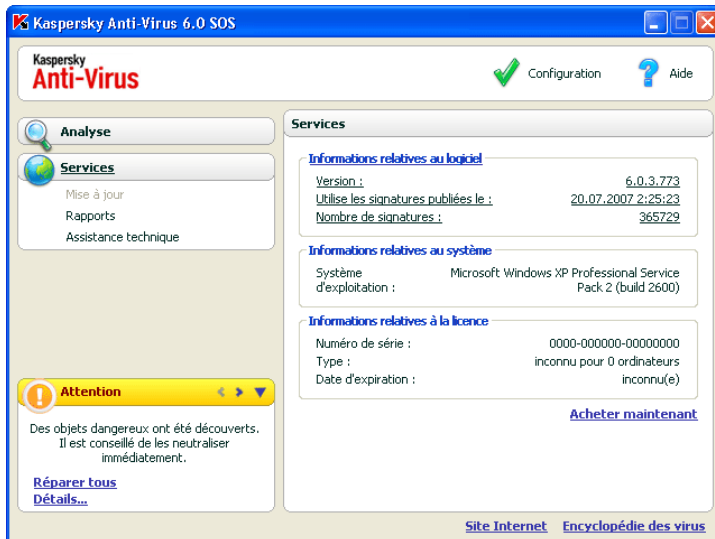 Kaspersky Anti-Virus 6.0 SOS
Kaspersky
Anti-Virus
Configuration
Aide
Analyse
Services
Mise à jour
Rapports
Assistance technique
Attention
Des objets dangereux ont été découverts.
Il est conseillé de les neutraliser
immédiatement.
Réparer tous
Détails...
Services
Informations relatives au logiciel
Version : 6.0.3.773
Utilise les signatures publiées le : 20.07.2007 2:25:23
Nombre de signatures : 365729
Informations relatives au système
Système Microsoft Windows XP Professional Service
d'exploitation : Pack 2 (build 2600)
Informations relatives à la licence
Numéro de série : 0000-000000-00000000
Type : inconnu pour 0 ordinateurs
Date d'expiration : inconnu(e)
Acheter maintenant
Site Internet Encyclopédie des virus